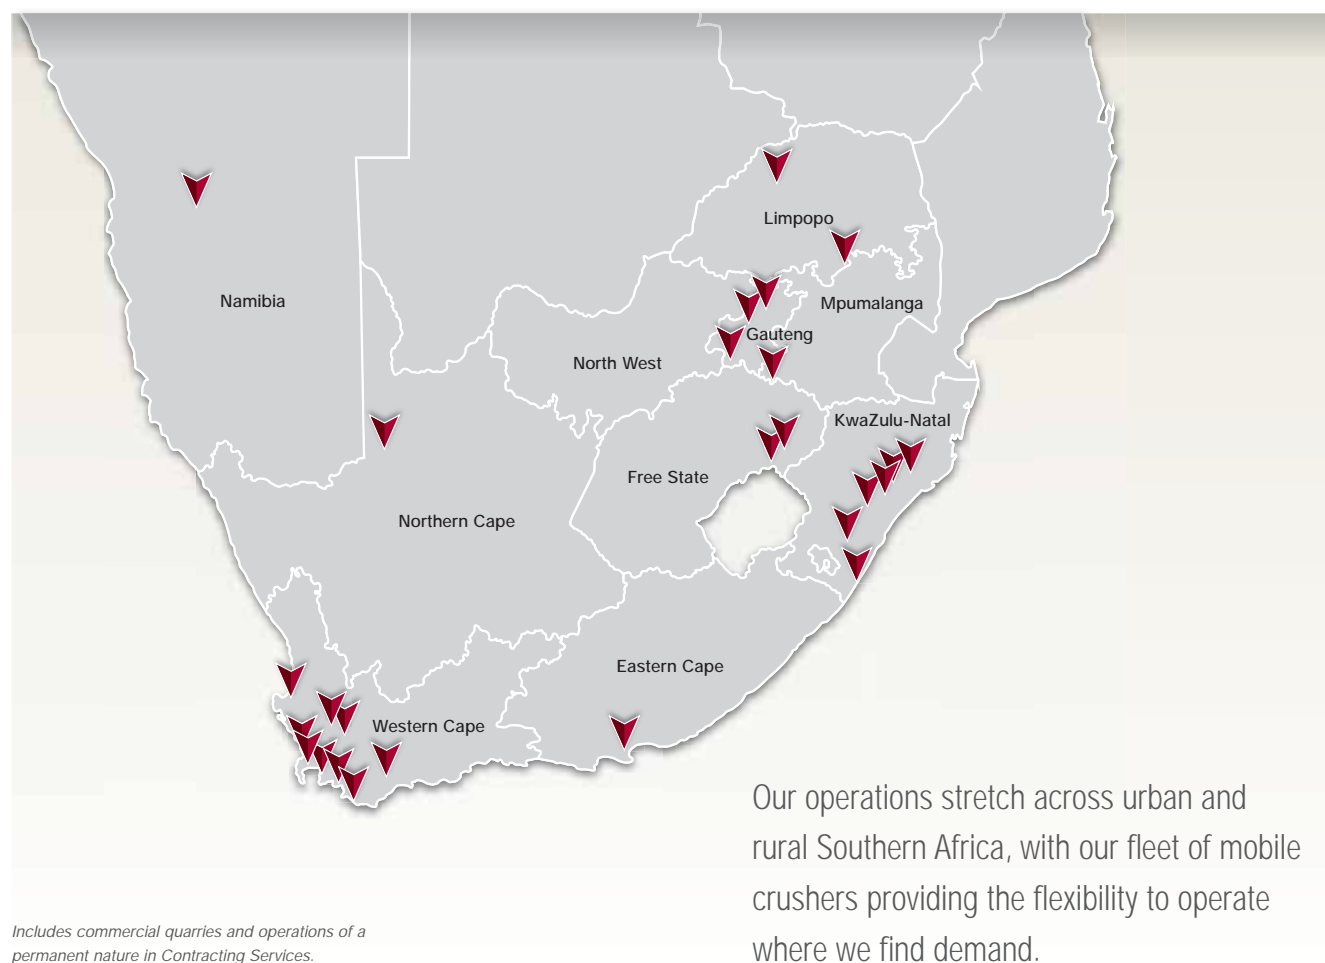 Limpopo
Namibia
Mpumalanga
Gauteng
North West
KwaZulu-Natal
Free State
Northern Cape
Eastern Cape
Western Cape
Our operations stretch across urban and
rural Southern Africa, with our fleet of mobile
crushers providing the flexibility to operate
where we find demand.
Includes commercial quarries and operations of a
permanent nature in Contracting Services.